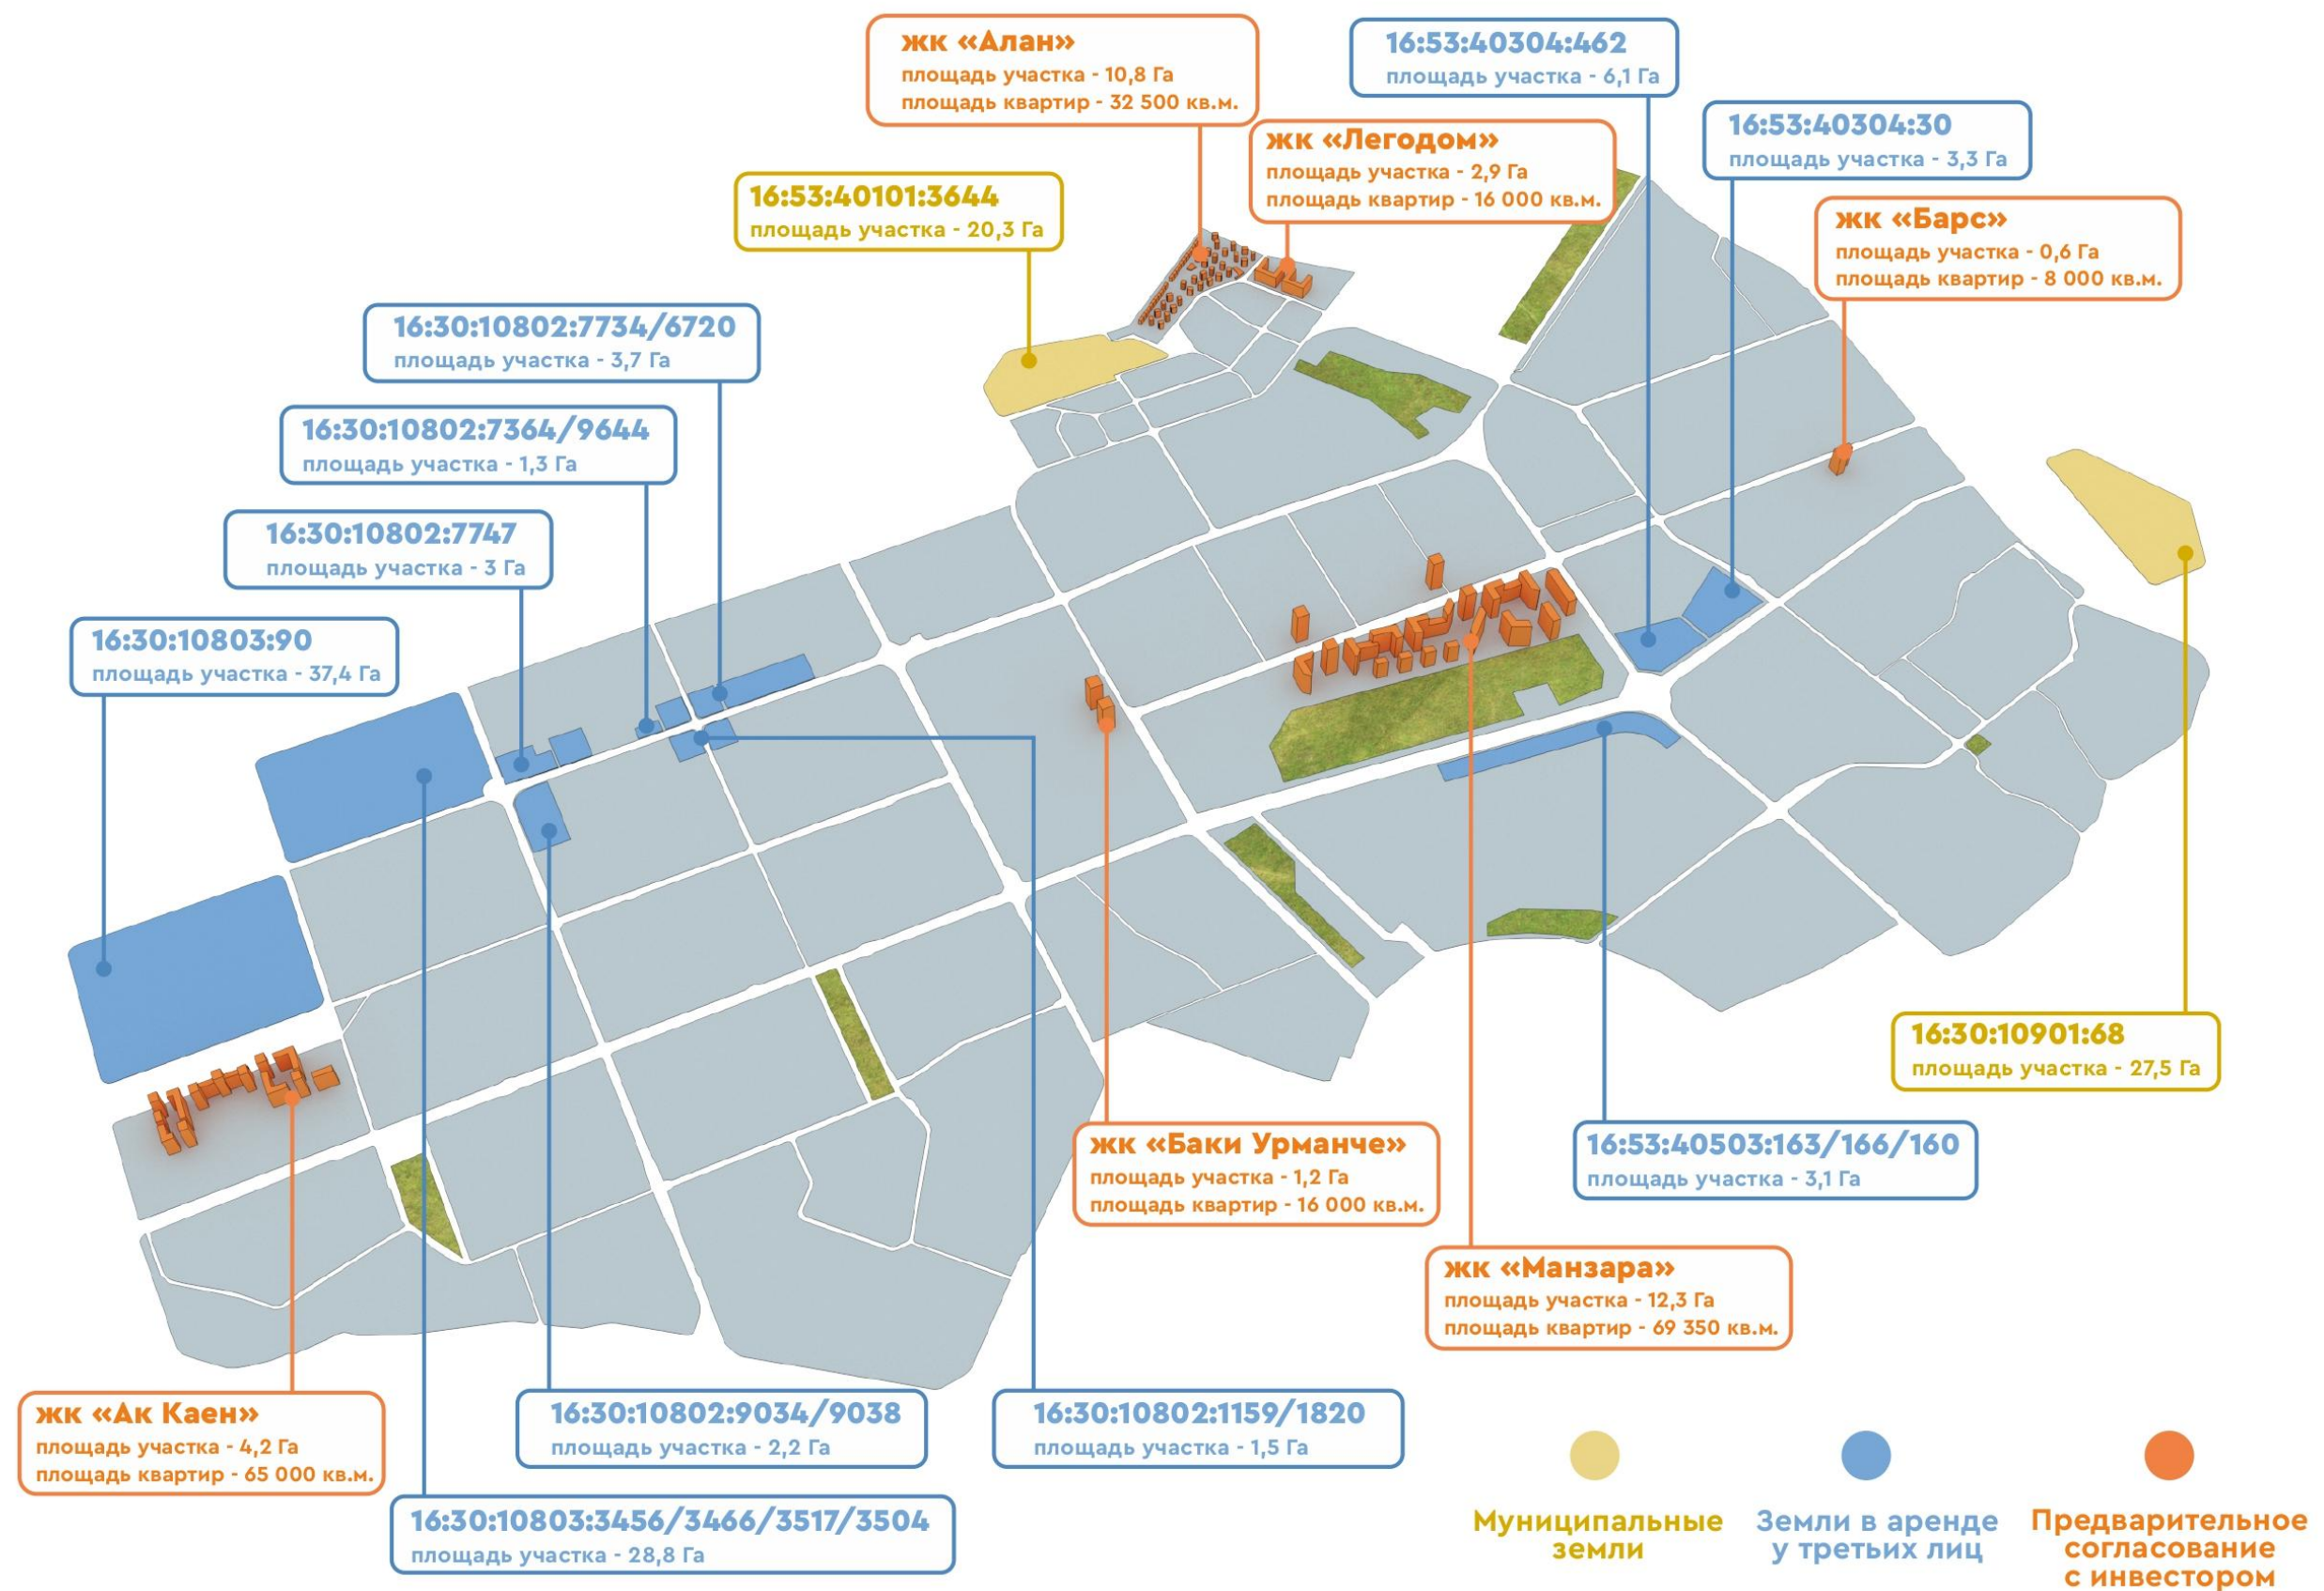 жк «Алан»
площадь участка - 10,8 Га
площадь квартир - 32 500 кв.м.
16:53:40304:462
площадь участка - 6,1 Га
жк «Легодом»
площадь участка - 2,9 Га
площадь квартир - 16 000 кв.м.
16:53:40304:30
площадь участка - 3,3 Га
16:53:40101:3644
площадь участка - 20,3 Га
жк «Барс»
площадь участка - 0,6 Га
площадь квартир - 8 000 кв.м.
16:30:10802:7734/6720
площадь участка - 3,7 Га
16:30:10802:7364/9644
площадь участка - 1,3 Га
16:30:10802:7747
площадь участка - 3 Га
16:30:10803:90
площадь участка - 37,4 Га
16:30:10901:68
площадь участка - 27,5 Га
жк «Баки Урманче»
площадь участка - 1,2 Га
площадь квартир - 16 000 кв.м.
16:53:40503:163/166/160
площадь участка - 3,1 Га
жк «Манзара»
площадь участка - 12,3 Га
площадь квартир - 69 350 кв.м.
жк «Ак Каен»
площадь участка - 4,2 Га
площадь квартир - 65 000 кв.м.
16:30:10802:9034/9038
площадь участка - 2,2 Га
16:30:10802:1159/1820
площадь участка - 1,5 Га
16:30:10803:3456/3466/3517/3504
площадь участка - 28,8 Га
Муниципальные
земли
Земли в аренде
у третьих лиц
Предварительное
согласование
с инвестором